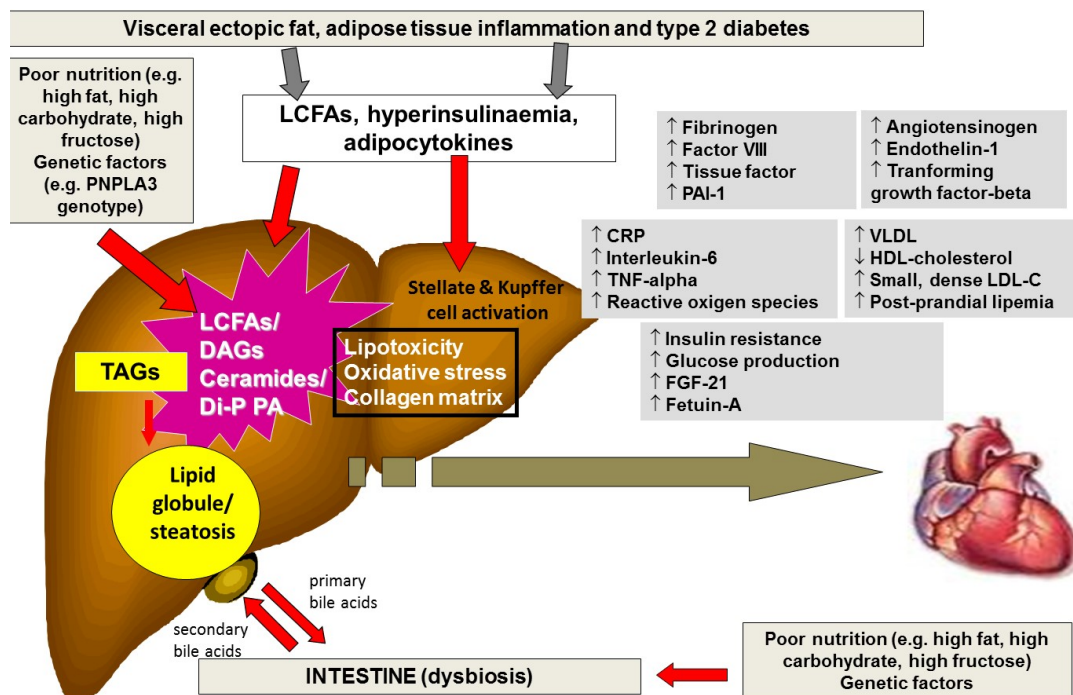 Visceral ectopic fat, adipose tissue inflammation and type 2 diabetes
Poor nutrition (e.g.
high fat, high
carbohydrate, high
fructose)
Genetic factors
(e.g. PNPLA3
genotype)
LCFAs, hyperinsulinaemia,
adipocytokines
↑ Fibrinogen
↑ Factor VIII
↑ Tissue factor
↑ PAI-1
↑ Angiotensinogen
↑ Endothelin-1
↑ Tranforming
growth factor-beta
↑ CRP
↑ Interleukin-6
↑ TNF-alpha
↑ Reactive oxigen species
↑ VLDL
↓ HDL-cholesterol
↑ Small, dense LDL-C
↑ Post-prandial lipemia
↑ Insulin resistance
↑ Glucose production
↑ FGF-21
↑ Fetuin-A
Stellate & Kupffer
cell activation
LCFAs/
DAGs
Ceramides/
Di-P PA
TAGs
Lipotoxicity
Oxidative stress
Collagen matrix
Lipid
globule/
steatosis
primary
bile acids
secondary
bile acids
INTESTINE (dysbiosis)
Poor nutrition (e.g. high fat, high
carbohydrate, high fructose)
Genetic factors